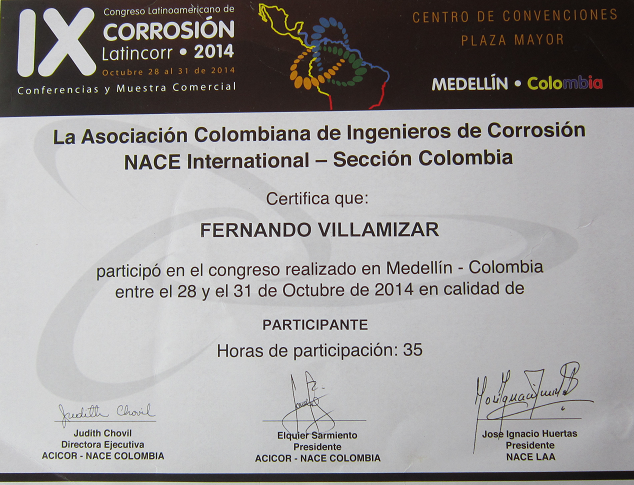 IX
Congreso Latinoamericano de
CORROSIÓN
Latincorr • 2014
Octubre 28 al 31 de 2014
Conferencias y Muestra Comercial
CENTRO DE CONVENCIONES
PLAZA MAYOR
MEDELLÍN • Colombia
La Asociación Colombiana de Ingenieros de Corrosión
NACE International – Sección Colombia
Certifica que:
FERNANDO VILLAMIZAR
participó en el congreso realizado en Medellín - Colombia
entre el 28 y el 31 de Octubre de 2014 en calidad de
PARTICIPANTE
Horas de participación: 35
Judith Chovil
Judith Chovil
Directora Ejecutiva
ACICOR - NACE COLOMBIA
Elquier Sarmiento
Presidente
ACICOR - NACE COLOMBIA
José Ignacio Huertas
Presidente
NACE LAA